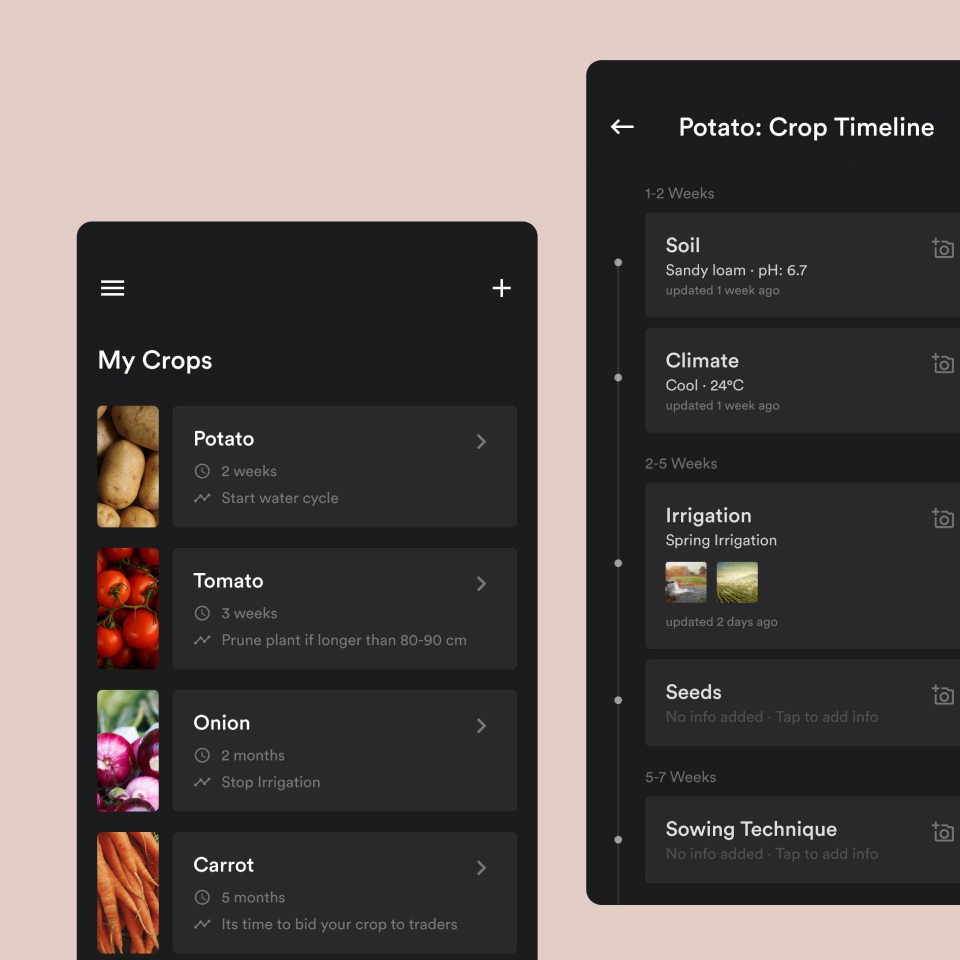 My Crops
Potato
2 weeks
Start water cycle
Tomato
3 weeks
Prune plant if longer than 80-90 cm
Onion
2 months
Stop Irrigation
Carrot
5 months
Its time to bid your crop to traders
Potato: Crop Timeline
1-2 Weeks
Soil
Sandy loam · pH: 6.7
updated 1 week ago
Climate
Cool · 24°C
updated 1 week ago
2-5 Weeks
Irrigation
Spring Irrigation
updated 2 days ago
Seeds
No info added · Tap to add info
5-7 Weeks
Sowing Technique
No info added · Tap to add info